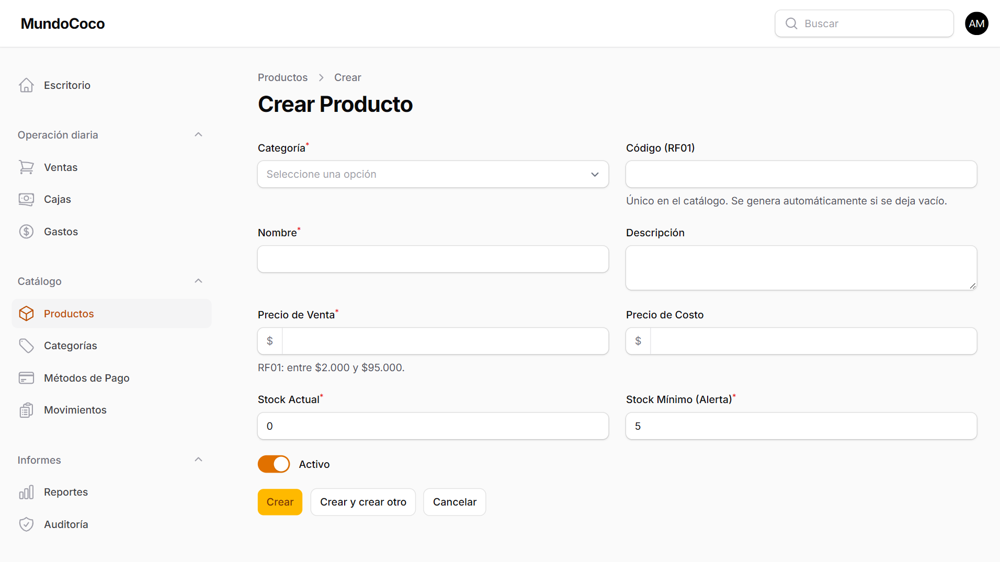 MundoCoco
Buscar
AM
Escritorio
Operación diaria
Ventas
Cajas
Gastos
Catálogo
Productos
Categorías
Métodos de Pago
Movimientos
Informes
Reportes
Auditoría
Productos > Crear
Crear Producto
Categoría*
Seleccione una opción
Código (RF01)
Único en el catálogo. Se genera automáticamente si se deja vacío.
Nombre*
Descripción
Precio de Venta*
$
RF01: entre $2.000 y $95.000.
Precio de Costo
$
Stock Actual*
0
Stock Mínimo (Alerta)*
5
Activo
Crear
Crear y crear otro
Cancelar